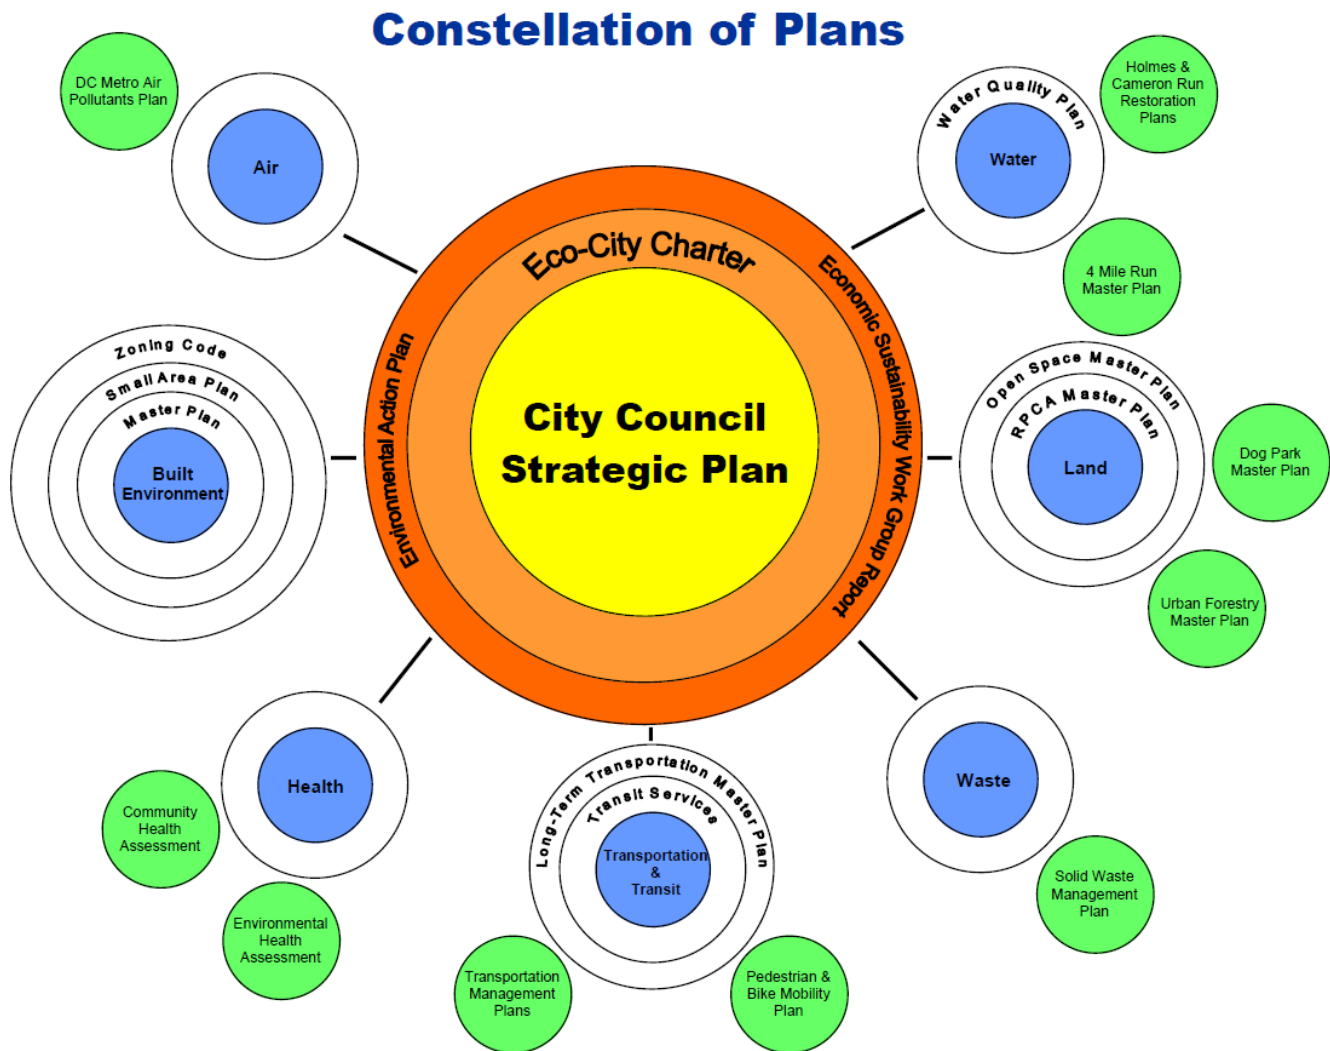 Constellation of Plans
DC Metro Air
Pollutants Plan
Air
Water Quality Plan
Water
Holmes &
Cameron Run
Restoration
Plans
4 Mile Run
Master Plan
Eco-City Charter
Environmental Action Plan
Economic Sustainability Work Group Report
City Council
Strategic Plan
Zoning Code
Small Area Plan
Master Plan
Built
Environment
Open Space Master Plan
RPCA Master Plan
Land
Dog Park
Master Plan
Urban Forestry
Master Plan
Health
Community
Health
Assessment
Environmental
Health
Assessment
Long-Term Transportation Master Plan
Transit Services
Transportation
&
Transit
Transportation
Management
Plans
Pedestrian &
Bike Mobility
Plan
Waste
Solid Waste
Management
Plan